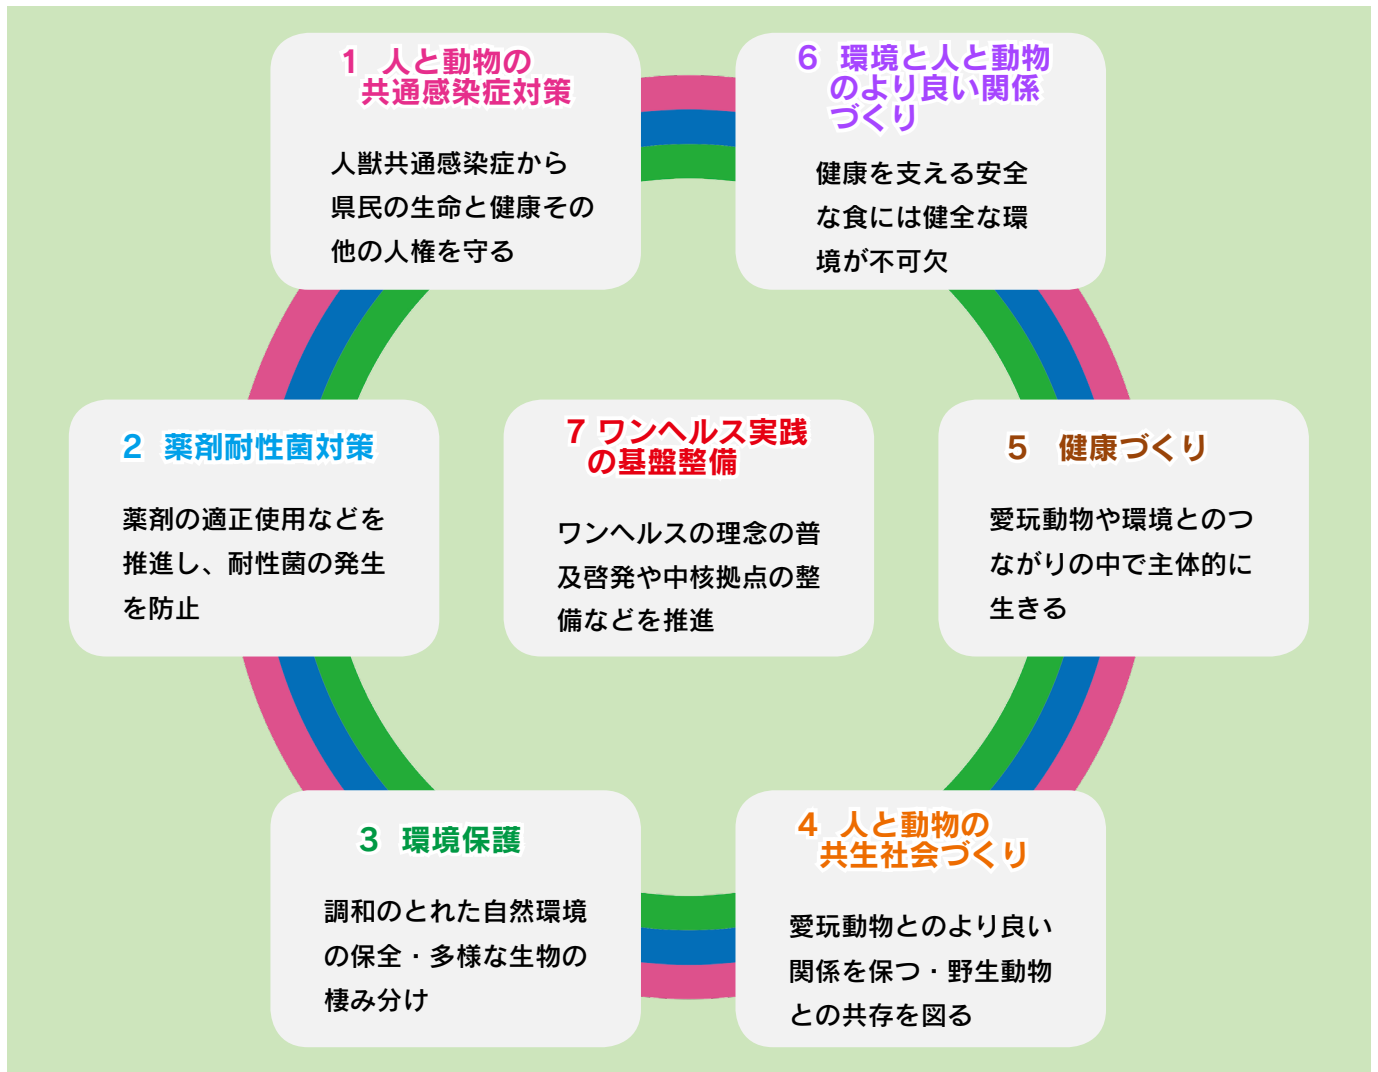 1 人と動物の
共通感染症対策
人獣共通感染症から
県民の生命と健康その
他の人権を守る
2 薬剤耐性菌対策
薬剤の適正使用などを
推進し、耐性菌の発生
を防止
3 環境保護
調和のとれた自然環境
の保全・多様な生物の
棲み分け
4 人と動物の
共生社会づくり
愛玩動物とのより良い
関係を保つ・野生動物
との共存を図る
5 健康づくり
愛玩動物や環境とのつ
ながりの中で主体的に
生きる
6 環境と人と動物
のより良い関係
づくり
健康を支える安全
な食には健全な環
境が不可欠
7 ワンヘルス実践
の基盤整備
ワンヘルスの理念の普
及啓発や中核拠点の整
備などを推進